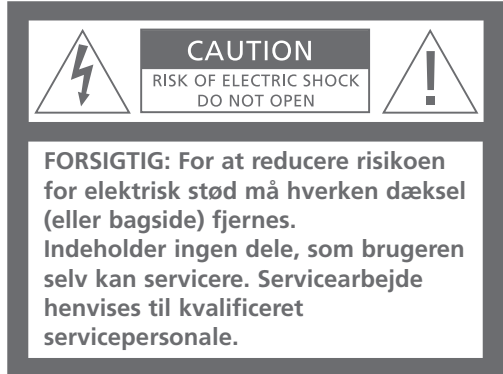 CAUTION
RISK OF ELECTRIC SHOCK
DO NOT OPEN
!
FORSIGTIG: For at reducere risikoen
for elektrisk stød må hverken dæksel
(eller bagside) fjernes.
Indeholder ingen dele, som brugeren
selv kan servicere. Servicearbejde
henvises til kvalificeret
servicepersonale.